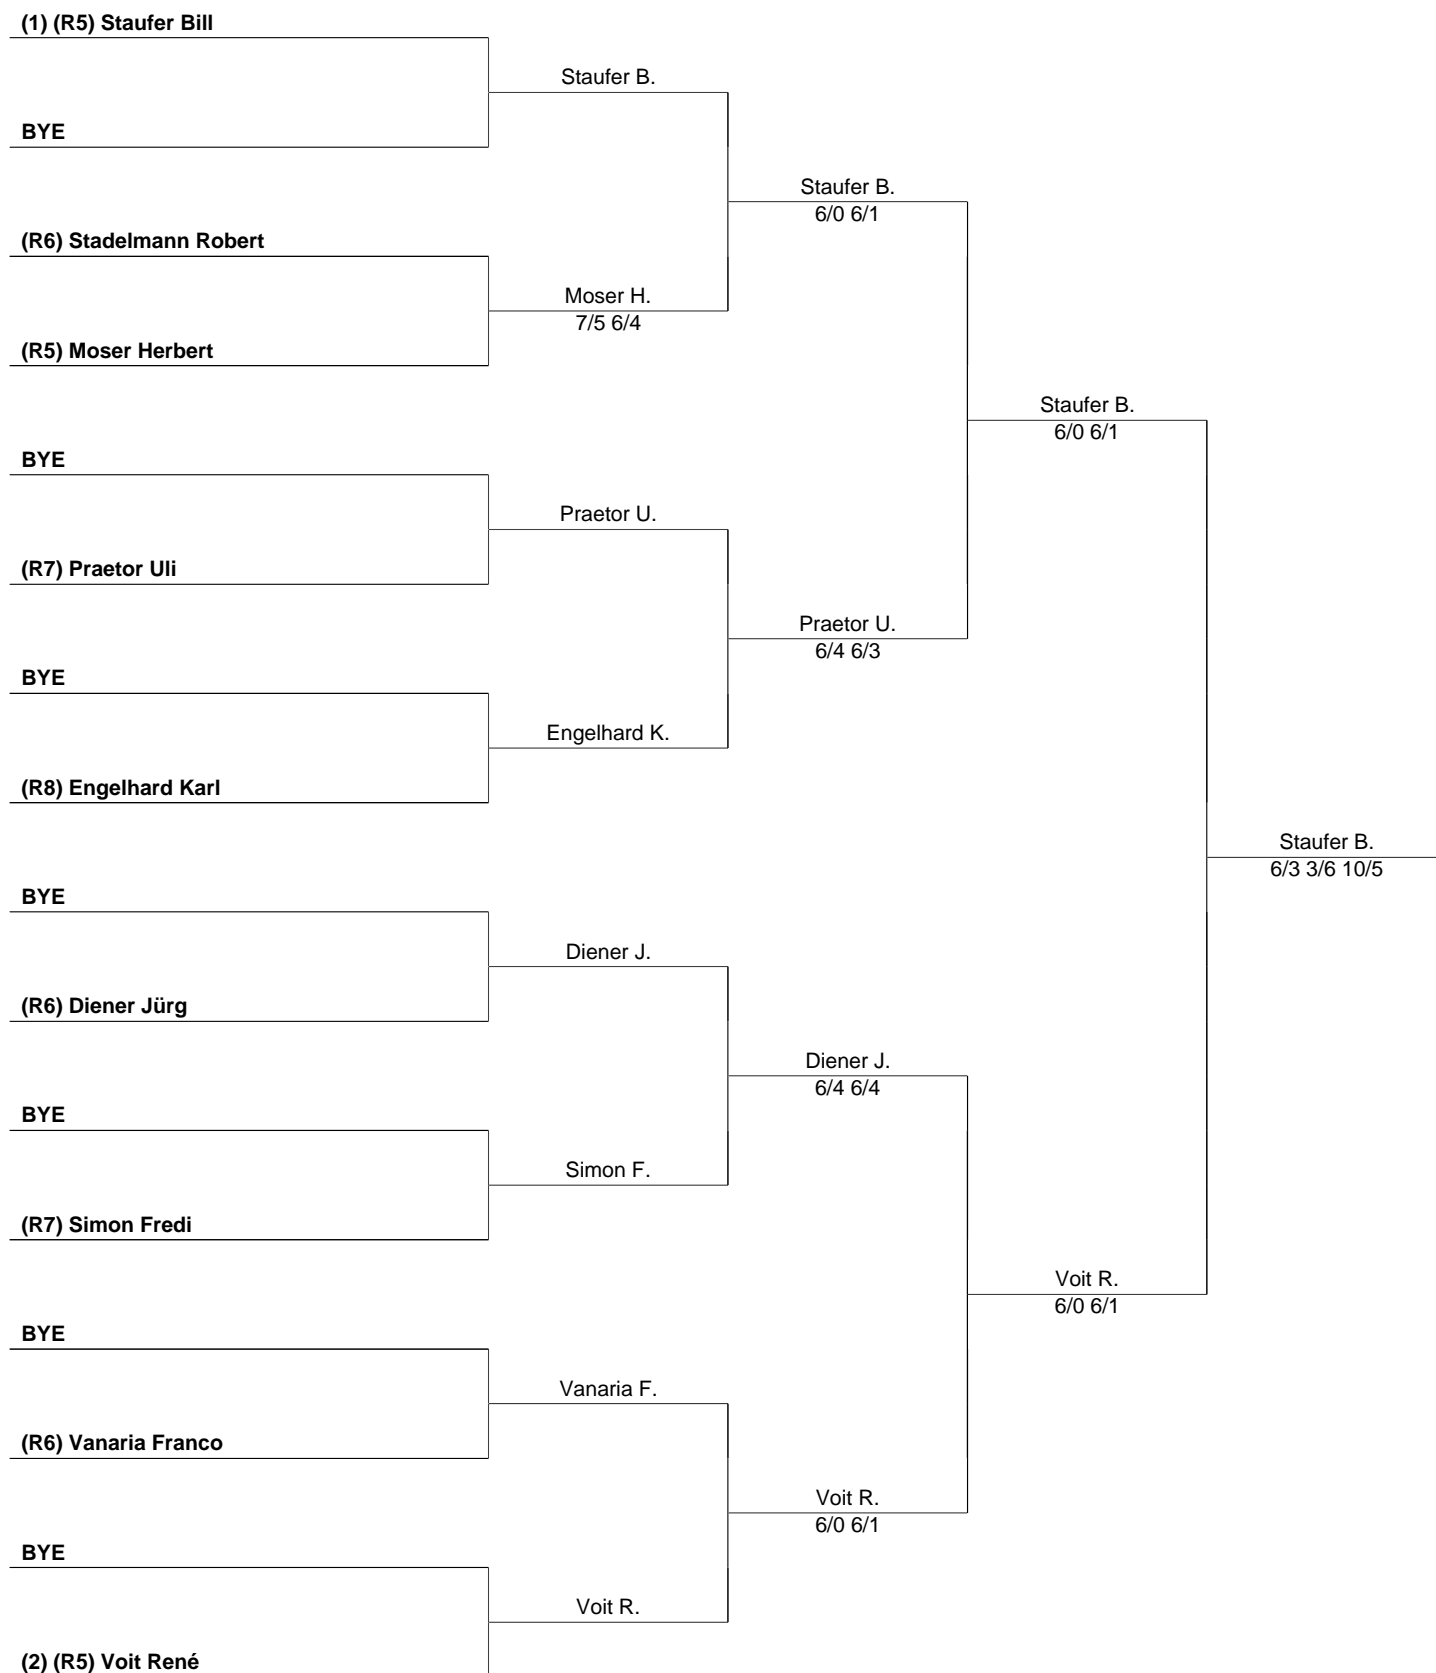 (1) (R5) Staufer Bill
Staufer B.
BYE
Staufer B.
6/0 6/1
(R6) Stadelmann Robert
Moser H.
7/5 6/4
(R5) Moser Herbert
Staufer B.
6/0 6/1
BYE
Praetor U.
(R7) Praetor Uli
Praetor U.
6/4 6/3
BYE
Engelhard K.
(R8) Engelhard Karl
Staufer B.
6/3 3/6 10/5
BYE
Diener J.
(R6) Diener Jürg
Diener J.
6/4 6/4
BYE
Simon F.
(R7) Simon Fredi
Voit R.
6/0 6/1
BYE
Vanaria F.
(R6) Vanaria Franco
Voit R.
6/0 6/1
BYE
Voit R.
(2) (R5) Voit René